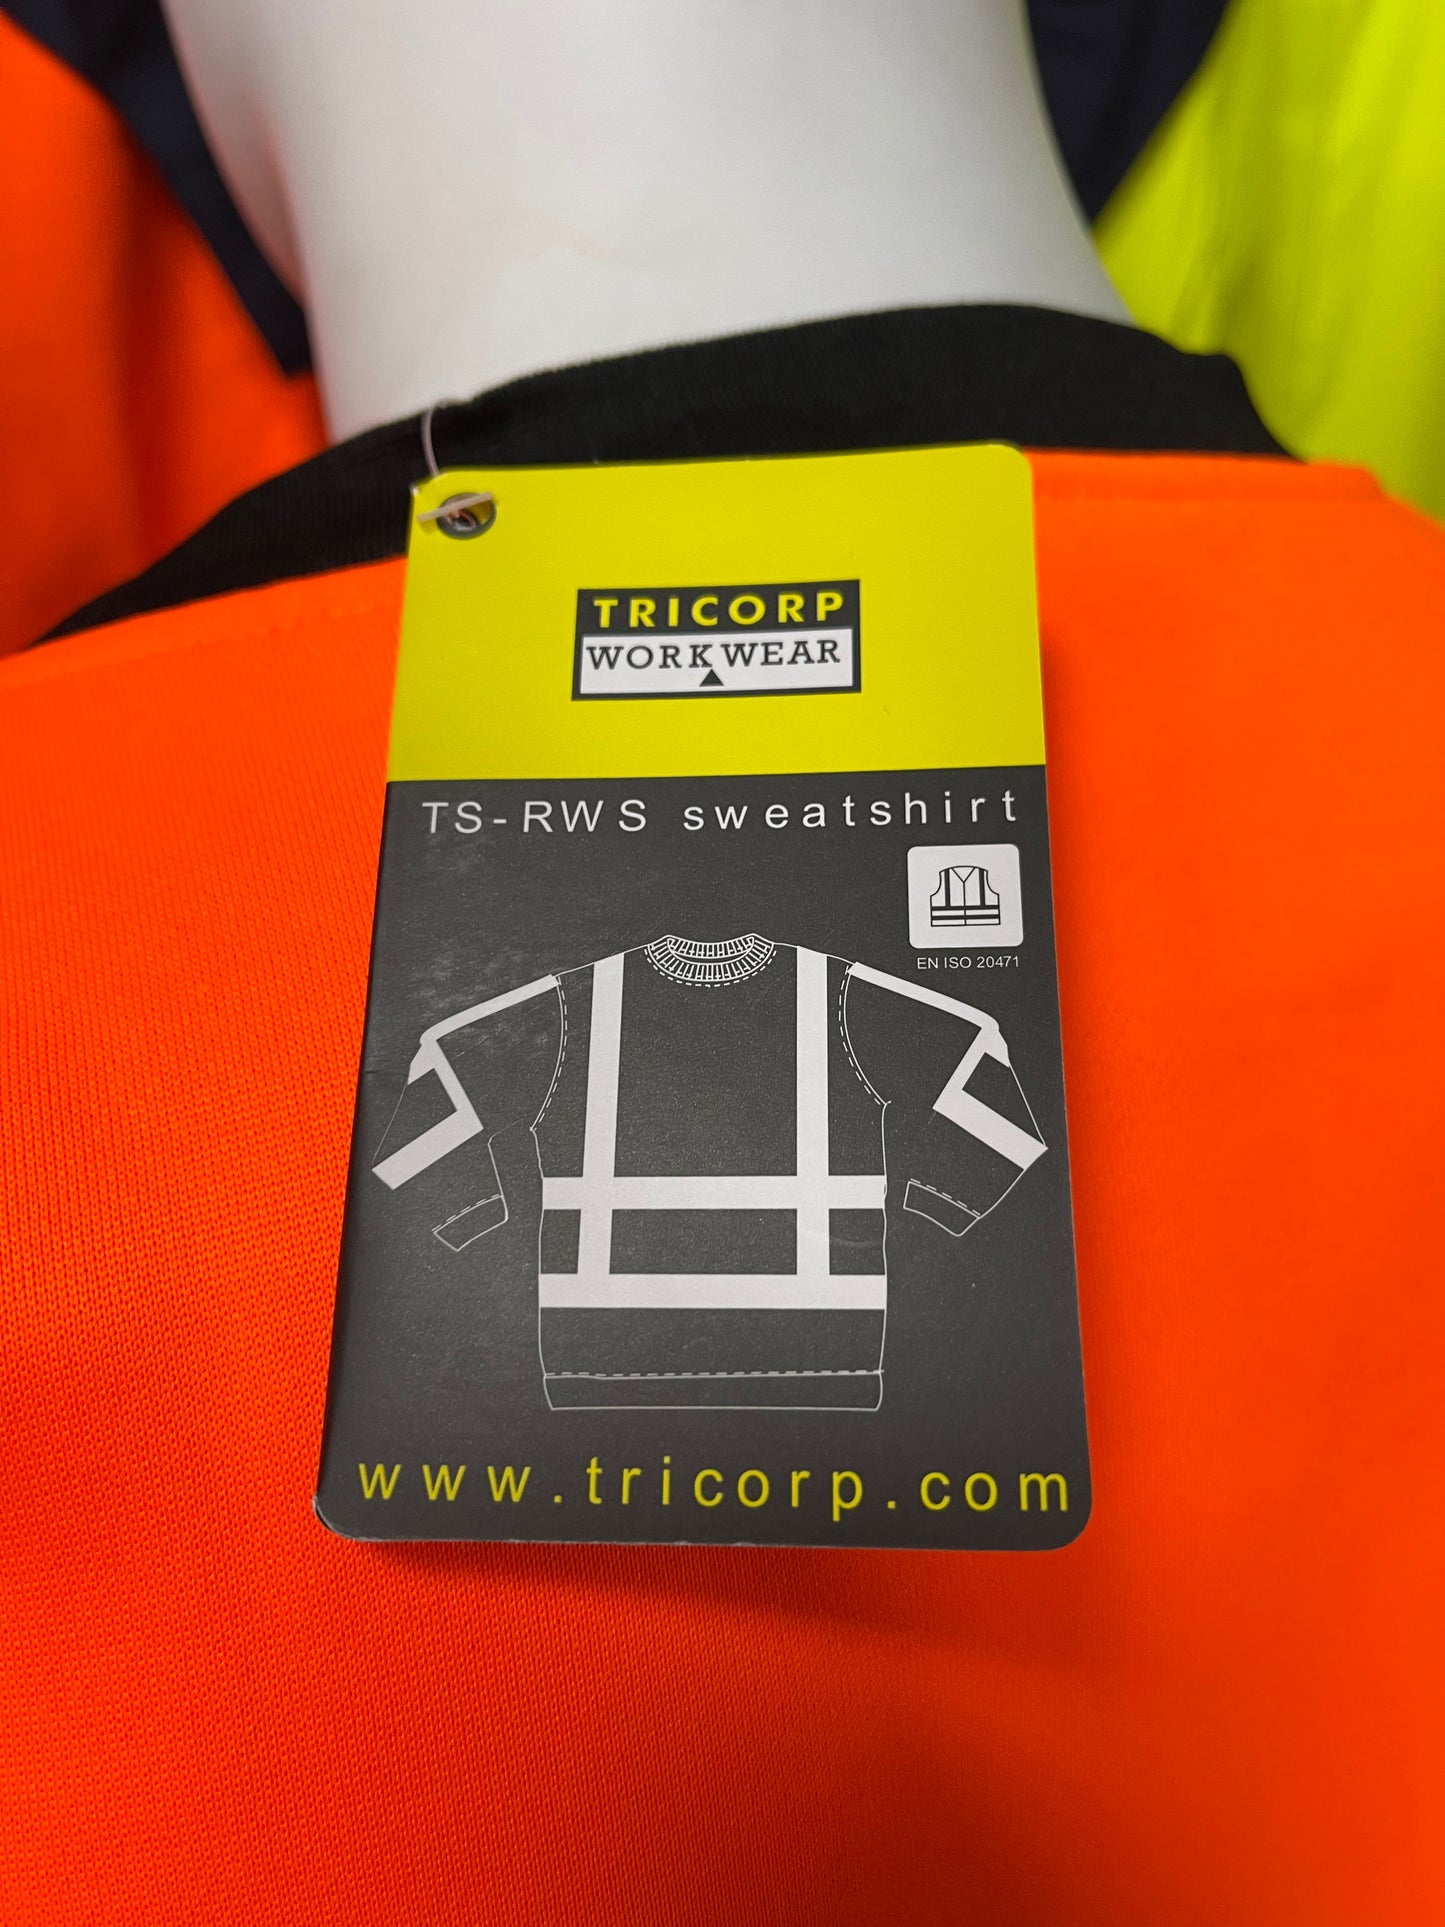 TRICORP
WORKWEAR
TS-RWS sweatshirt
EN ISO 20471
www.tricorp.com